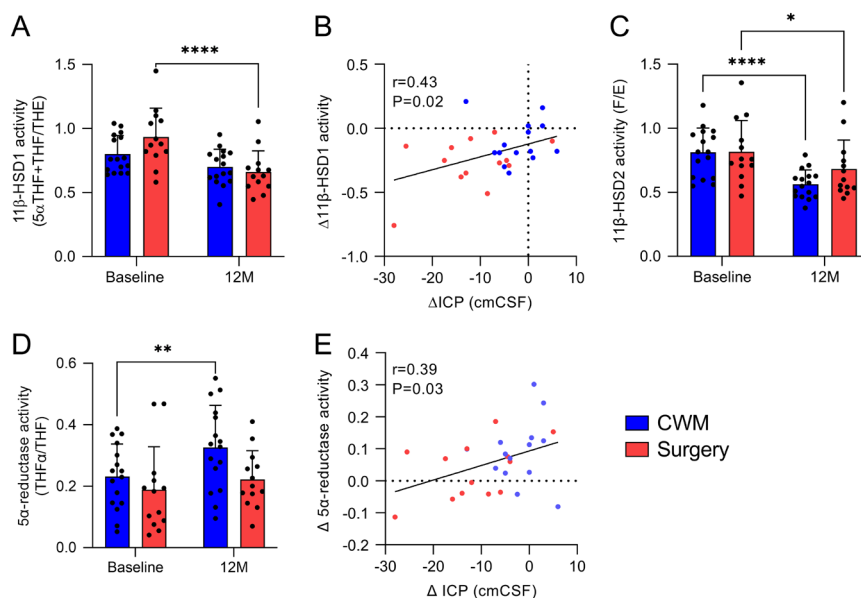 A
11β-HSD1 activity
(5αTHF+THF/THE)
1.5
1.0
0.5
0.0
****
Baseline
12M
B
Δ11β-HSD1 activity
0.5
-0.0
-0.5
-1.0
r=0.43
P=0.02
-30
-20
-10
0
10
ΔICP (cmCSF)
C
11β-HSD2 activity (F/E)
1.5
1.0
0.5
0.0
*
****
Baseline
12M
D
5α-reductase activity
(THFα/THF)
0.6
0.4
0.2
0.0
**
Baseline
12M
E
Δ 5α-reductase activity
0.4
0.3
0.2
0.1
0.0
-0.1
-0.2
r=0.39
P=0.03
-30
-20
-10
0
10
Δ ICP (cmCSF)
CWM
Surgery